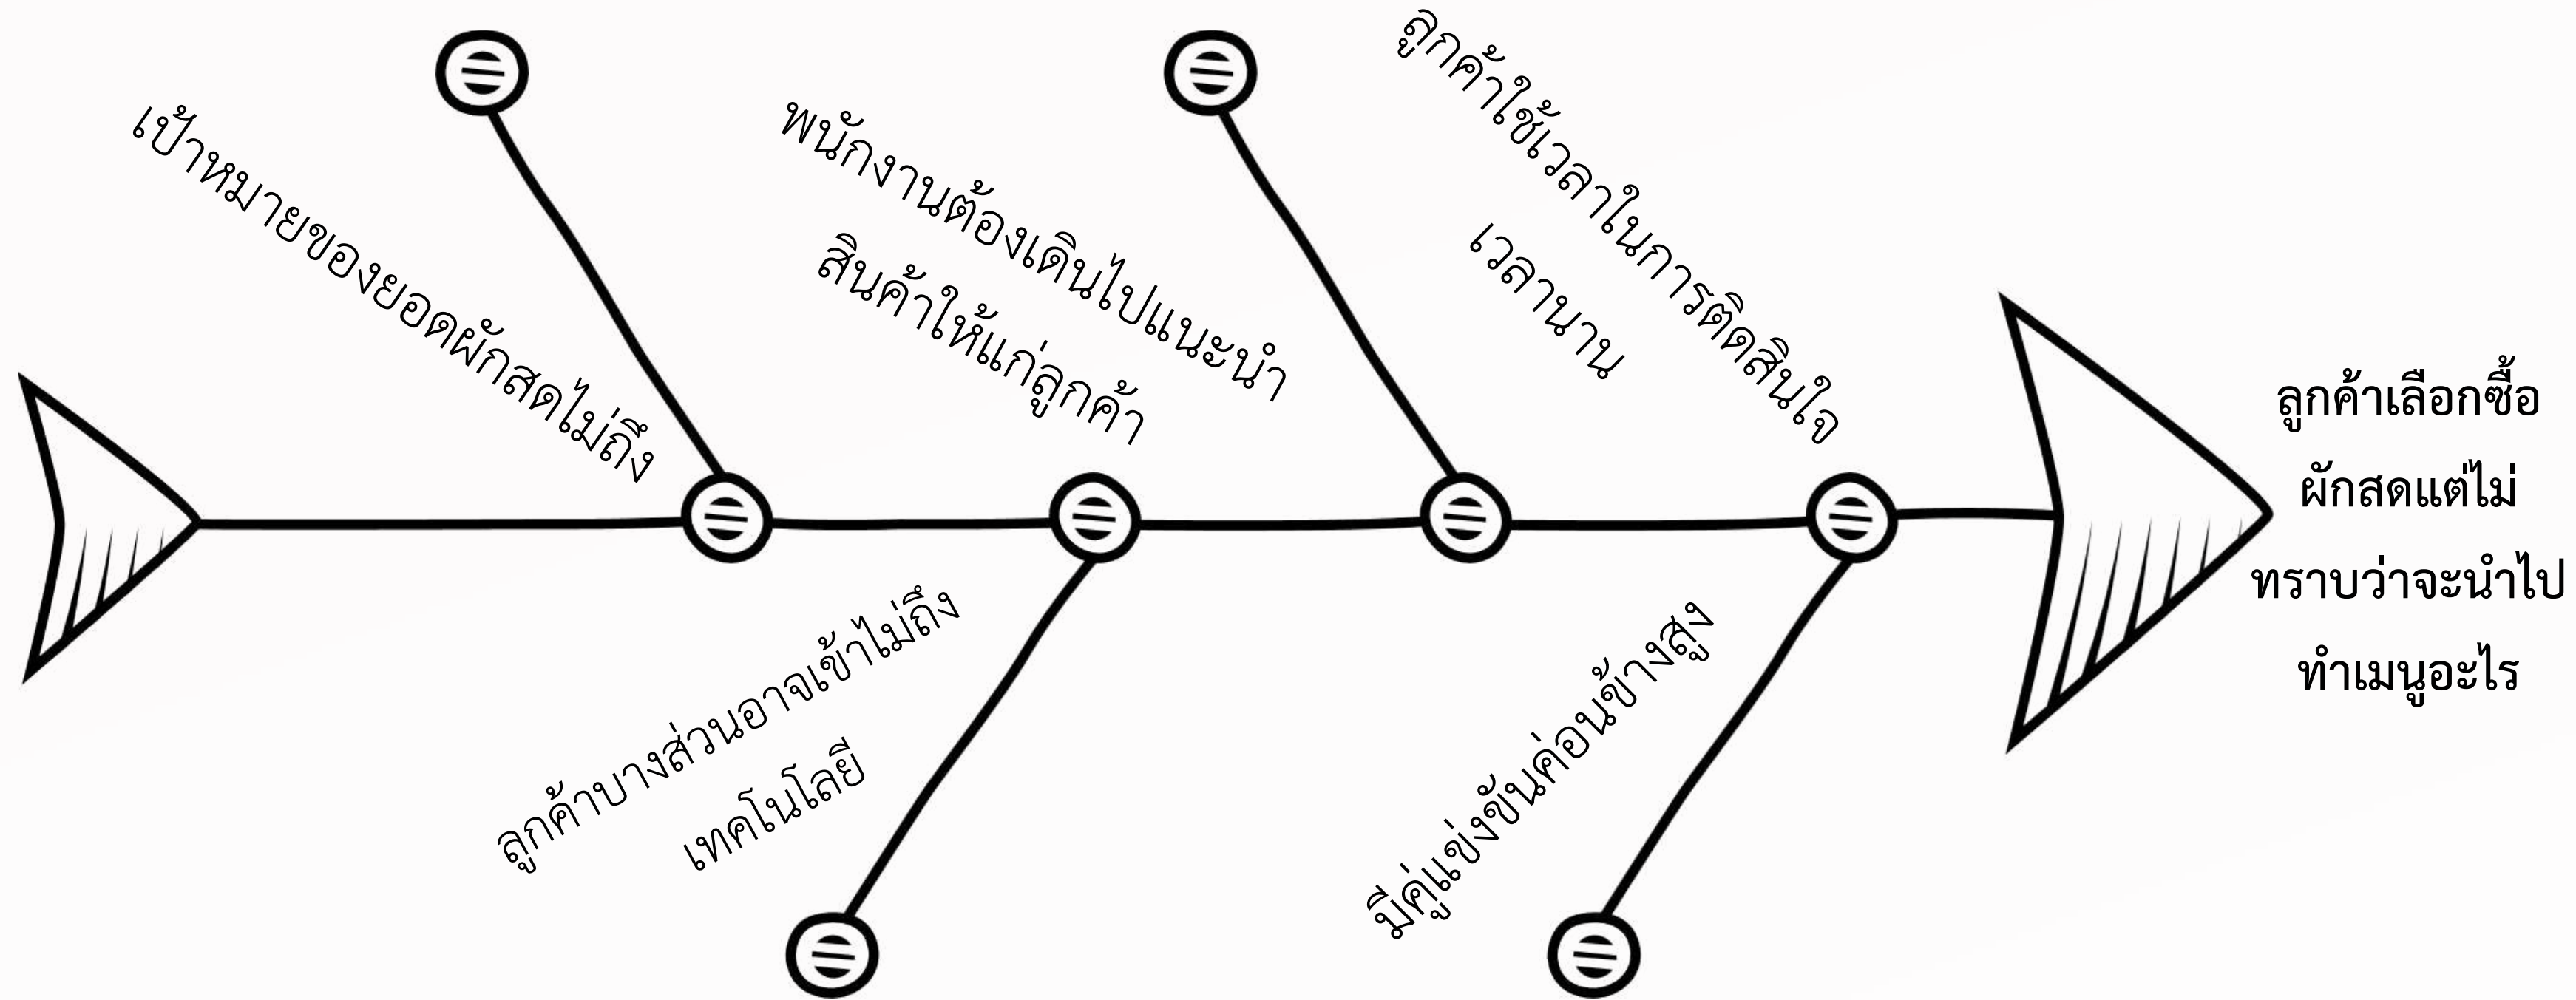 เป้าหมายของยอดผักสดไม่ถึง
พนักงานต้องเดินไปแนะนำ
สินค้าให้แก่ลูกค้า
ลูกค้าใช้เวลาในการติดสินใจ
เวลานาน
ลูกค้าบางส่วนอาจเข้าไม่ถึง
เทคโนโลยี
มีคู่แข่งขันค่อนข้างสูง
ลูกค้าเลือกซื้อ
ผักสดแต่ไม่
ทราบว่าจะนำไป
ทำเมนูอะไร